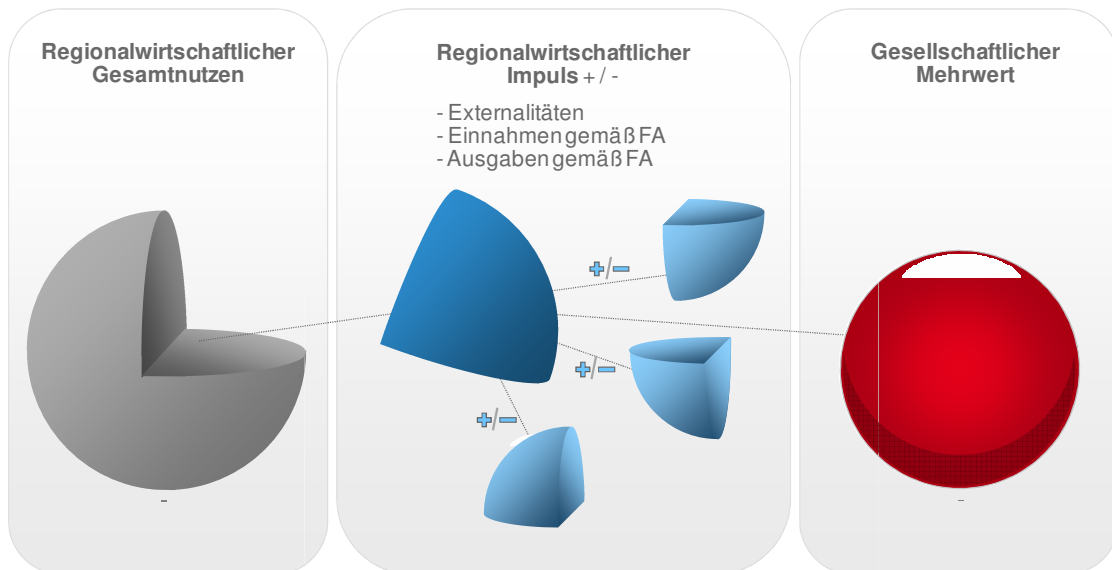 Regionalwirtschaftlicher
Gesamtnutzen
-
Regionalwirtschaftlicher
Impuls + / -
- Externalitäten
- Einnahmen gemäß FA
- Ausgaben gemäß FA
+/-
+/-
+/-
Gesellschaftlicher
Mehrwert
-